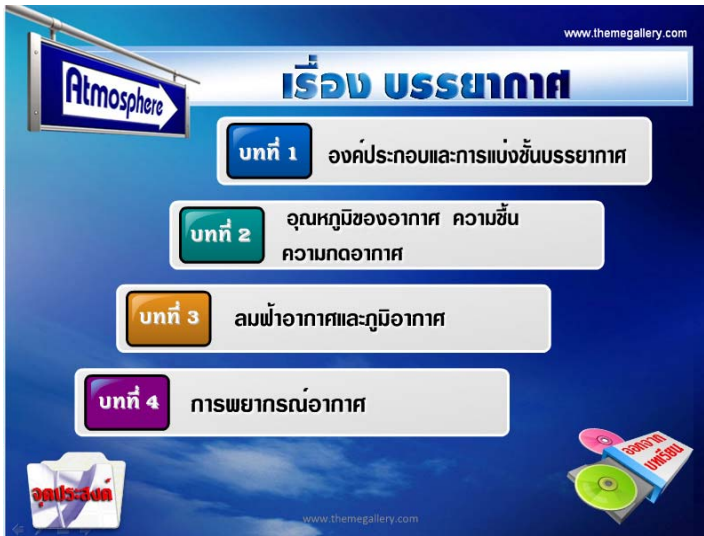 www.themegallery.com
Atmosphere
เรื่อง บรรยากาศ
บทที่ 1 องค์ประกอบและการแบ่งชั้นบรรยากาศ
บทที่ 2 อุณหภูมิของอากาศ ความชื้น
ความกดอากาศ
บทที่ 3 ลมฟ้าอากาศและภูมิอากาศ
บทที่ 4 การพยากรณ์อากาศ
จุดประสงค์
ออกจาก
บทเรียน
www.themegallery.com